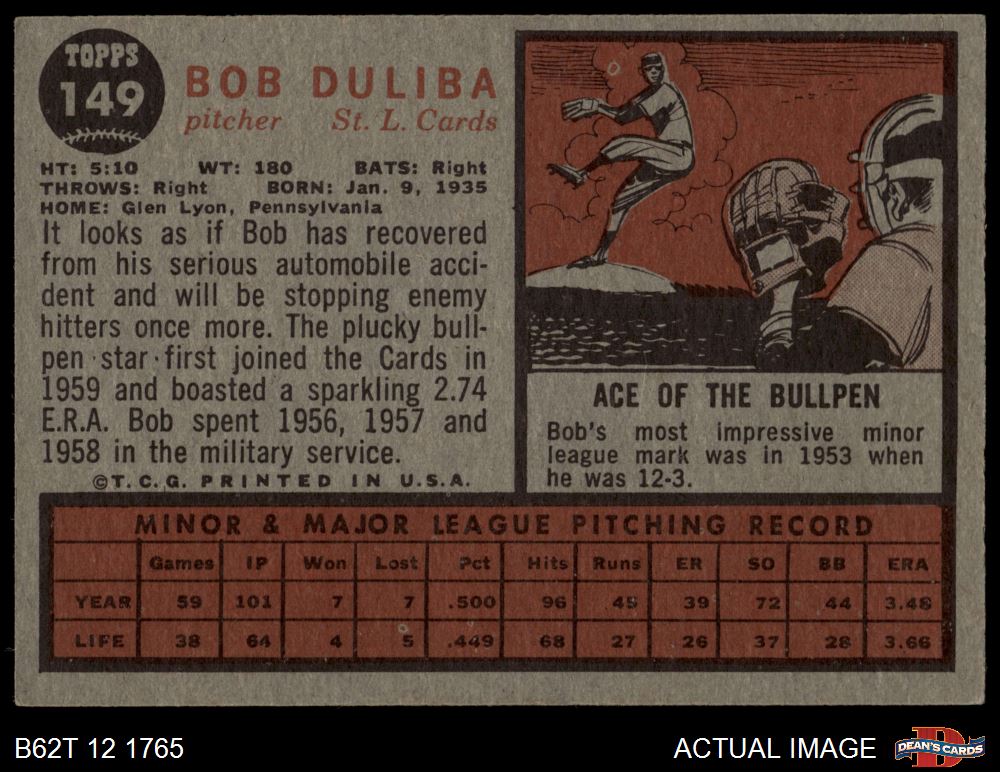 TOPPS
149
BOB DULIBA
pitcher St. L. Cards
HT: 5:10 WT: 180 BATS: Right
THROWS: Right BORN: Jan. 9, 1935
HOME: Glen Lyon, Pennsylvania
It looks as if Bob has recovered
from his serious automobile acci-
dent and will be stopping enemy
hitters once more. The plucky bull-
pen star first joined the Cards in
1959 and boasted a sparkling 2.74
E.R.A. Bob spent 1956, 1957 and
1958 in the military service.
©T.C.G. PRINTED IN U.S.A.
ACE OF THE BULLPEN
Bob's most impressive minor
league mark was in 1953 when
he was 12-3.
MINOR & MAJOR LEAGUE PITCHING RECORD
Games IP Won Lost Pct Hits Runs ER SO BB ERA
YEAR 59 101 7 7 .500 96 45 39 72 44 3.48
LIFE 38 64 4 5 .449 68 27 26 37 28 3.66
B62T 12 1765
ACTUAL IMAGE
D
DEAN'S CARDS